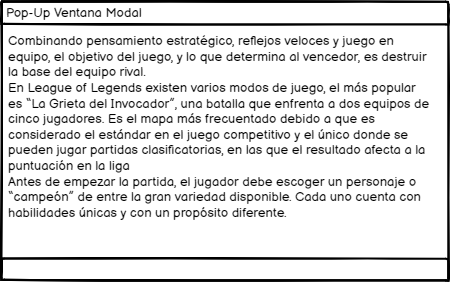 Pop-Up Ventana Modal
Combinando pensamiento estratégico, reflejos veloces y juego en
equipo, el objetivo del juego, y lo que determina al vencedor, es destruir
la base del equipo rival.
En League of Legends existen varios modos de juego, el más popular
es “La Grieta del Invocador”, una batalla que enfrenta a dos equipos de
cinco jugadores. Es el mapa más frecuentado debido a que es
considerado el estándar en el juego competitivo y el único donde se
pueden jugar partidas clasificatorias, en las que el resultado afecta a la
puntuación en la liga
Antes de empezar la partida, el jugador debe escoger un personaje o
“campeón” de entre la gran variedad disponible. Cada uno cuenta con
habilidades únicas y con un propósito diferente.